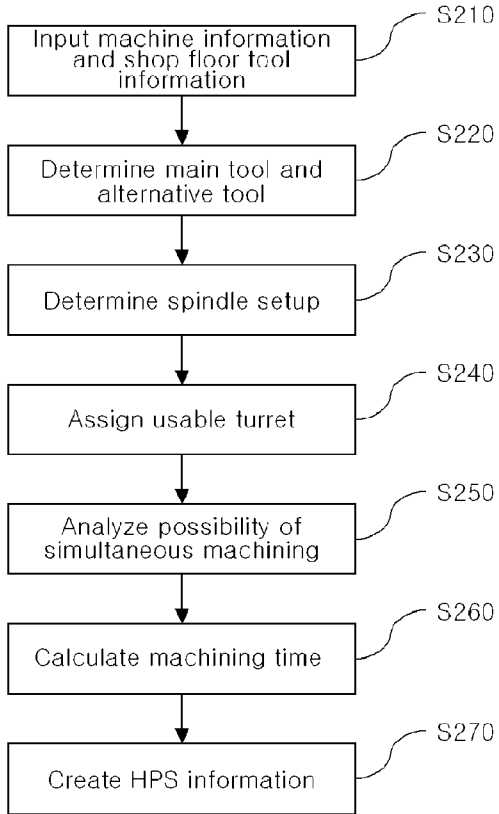 S210
Input machine information
and shop floor tool
information
S220
Determine main tool and
alternative tool
S230
Determine spindle setup
S240
Assign usable turret
S250
Analyze possibility of
simultaneous machining
S260
Calculate machining time
S270
Create HPS information